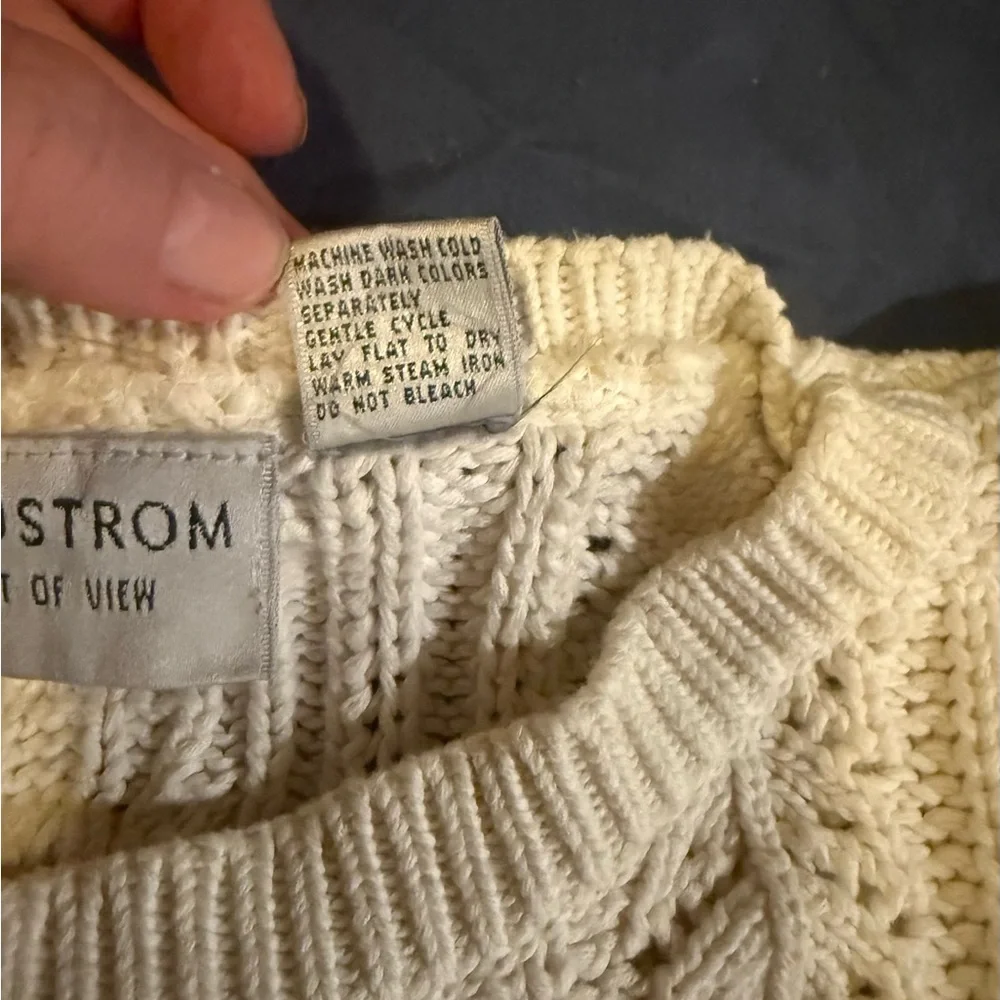 MACHINE WASH COLD
WASH DARK COLORS
SEPARATELY
GENTLE CYCLE
LAY FLAT TO DRY
WARM STEAM IRON
DO NOT BLEACH
DSTROM
T OF VIEW